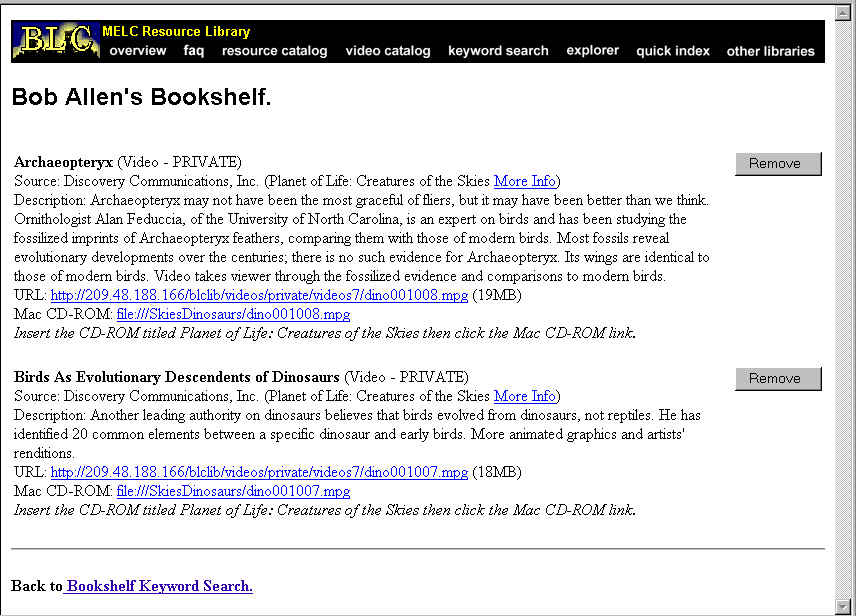 BLC MELC Resource Library
overview faq resource catalog video catalog keyword search explorer quick index other libraries
Bob Allen's Bookshelf.
Archaeopteryx (Video - PRIVATE) Remove
Source: Discovery Communications, Inc. (Planet of Life: Creatures of the Skies More Info)
Description: Archaeopteryx may not have been the most graceful of fliers, but it may have been better than we think.
Ornithologist Alan Feduccia, of the University of North Carolina, is an expert on birds and has been studying the
fossilized imprints of Archaeopteryx feathers, comparing them with those of modern birds. Most fossils reveal
evolutionary developments over the centuries; there is no such evidence for Archaeopteryx. Its wings are identical to
those of modern birds. Video takes viewer through the fossilized evidence and comparisons to modern birds.
URL: http://209.48.188.166/blclib/videos/private/videos7/dino001008.mpg (19MB)
Mac CD-ROM: file:///SkiesDinosaurs/dino001008.mpg
Insert the CD-ROM titled Planet of Life: Creatures of the Skies then click the Mac CD-ROM link.
Birds As Evolutionary Descendents of Dinosaurs (Video - PRIVATE) Remove
Source: Discovery Communications, Inc. (Planet of Life: Creatures of the Skies More Info)
Description: Another leading authority on dinosaurs believes that birds evolved from dinosaurs, not reptiles. He has
identified 20 common elements between a specific dinosaur and early birds. More animated graphics and artists'
renditions.
URL: http://209.48.188.166/blclib/videos/private/videos7/dino001007.mpg (18MB)
Mac CD-ROM: file:///SkiesDinosaurs/dino001007.mpg
Insert the CD-ROM titled Planet of Life: Creatures of the Skies then click the Mac CD-ROM link.
Back to Bookshelf Keyword Search.